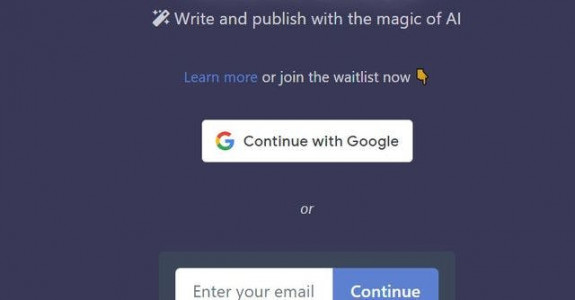 Write and publish with the magic of AI
Learn more or join the waitlist now 👇
Continue with Google
or
Enter your email Continue